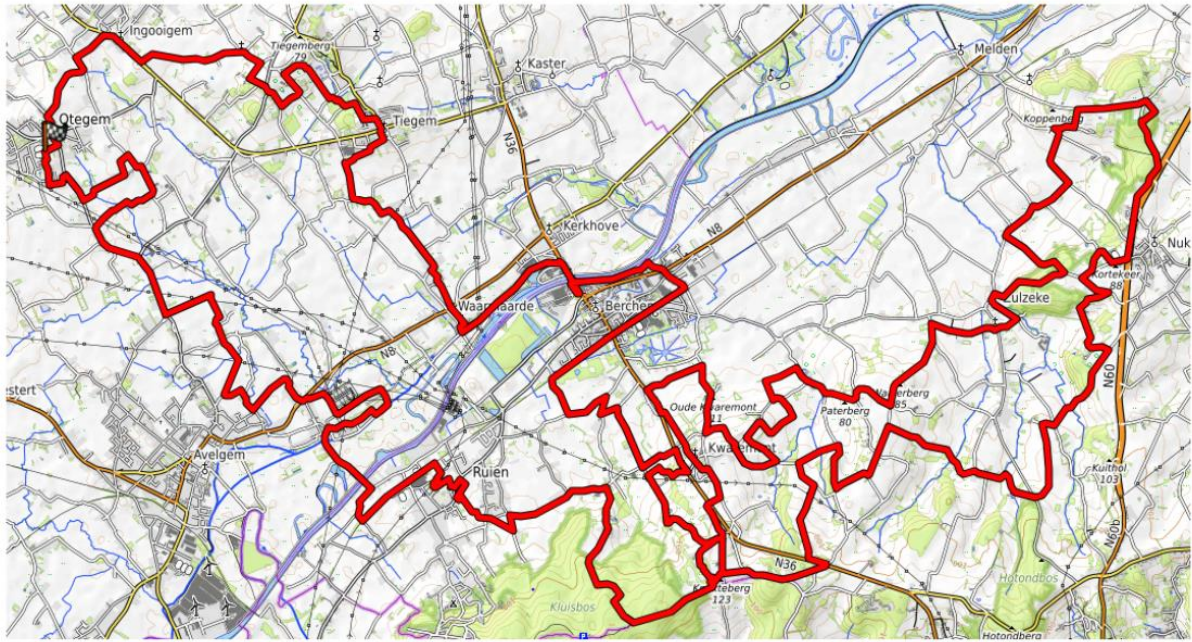 Ingooigem
Tiegemberg
79
Kaster
Melden
Otegem
Tiegem
Koppenberg
N36
Kerkhove
N8
Nuk
Kortekeer
88
Waarmaarde
Berchem
N8
N60
estert
Oude Kwaremont
Paterberg
80
85
Avelgem
Ruien
Kuithol
103
N60b
N36
123
Hotondbos
Kluisbos
P
Hotondberg